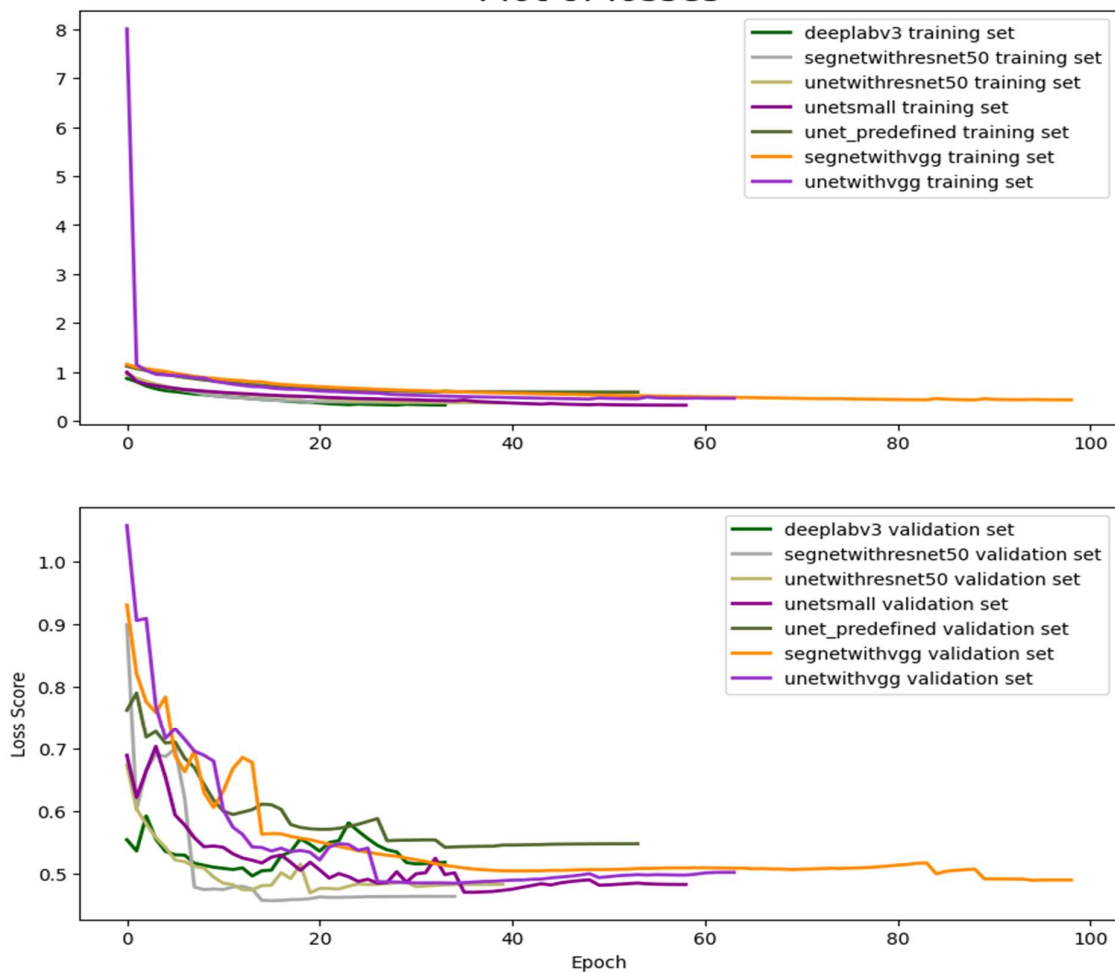 Plot of losses
8
7
6
5
4
3
2
1
0
deeplabv3 training set
segnetwithresnet50 training set
unetwithresnet50 training set
unetsmall training set
unet_predefined training set
segnetwithvgg training set
unetwithvgg training set
0 20 40 60 80 100
1.0
0.9
0.8
0.7
0.6
0.5
Loss Score
deeplabv3 validation set
segnetwithresnet50 validation set
unetwithresnet50 validation set
unetsmall validation set
unet_predefined validation set
segnetwithvgg validation set
unetwithvgg validation set
0 20 40 60 80 100
Epoch